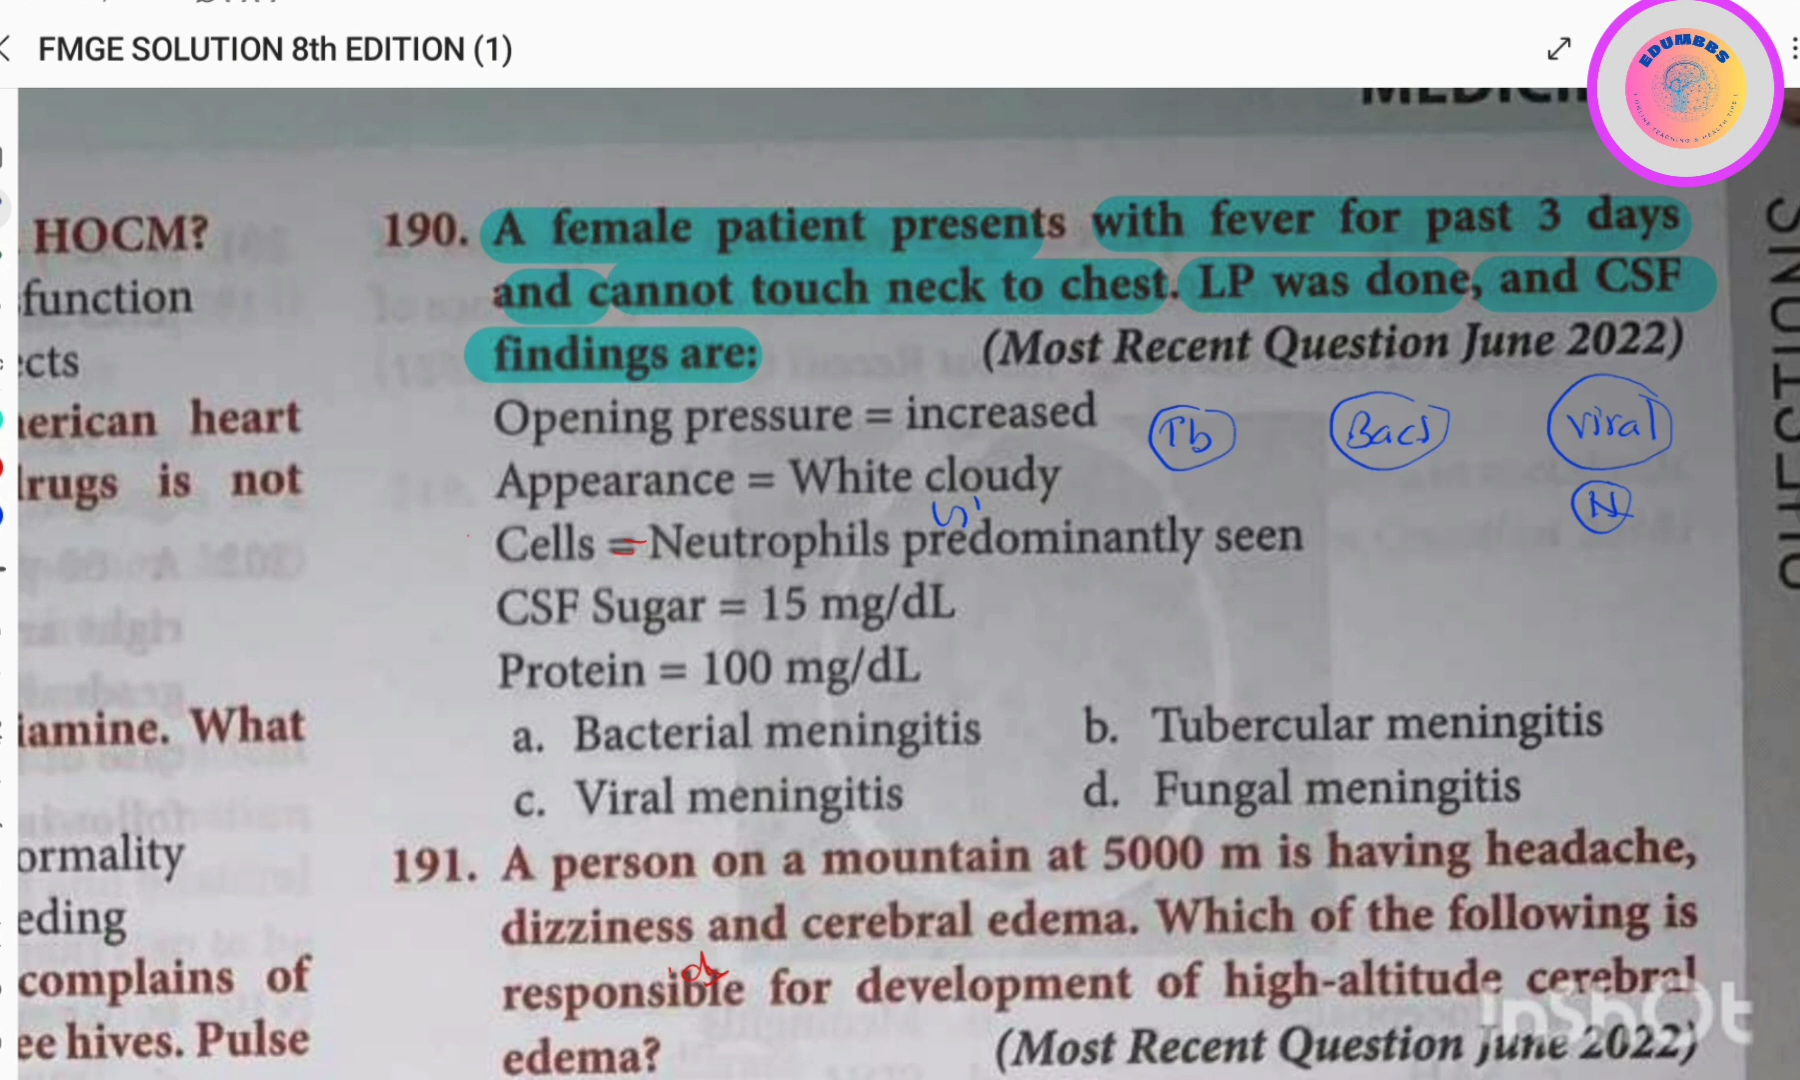 FMGE SOLUTION 8th EDITION (1)
EDUMBBS
HOCM?
function
cts
erican heart
rugs is not
iamine. What
ormality
eding
complains of
ee hives. Pulse
190. A female patient presents with fever for past 3 days
and cannot touch neck to chest. LP was done, and CSF
findings are: (Most Recent Question June 2022)
Opening pressure = increased
Tb
Bact
Viral
Appearance = White cloudy
N
Cells = Neutrophils predominantly seen
CSF Sugar = 15 mg/dL
Protein = 100 mg/dL
a. Bacterial meningitis b. Tubercular meningitis
c. Viral meningitis d. Fungal meningitis
191. A person on a mountain at 5000 m is having headache,
dizziness and cerebral edema. Which of the following is
responsible for development of high-altitude cerebral
edema? (Most Recent Question June 2022)
QUESTIONS
InShOt